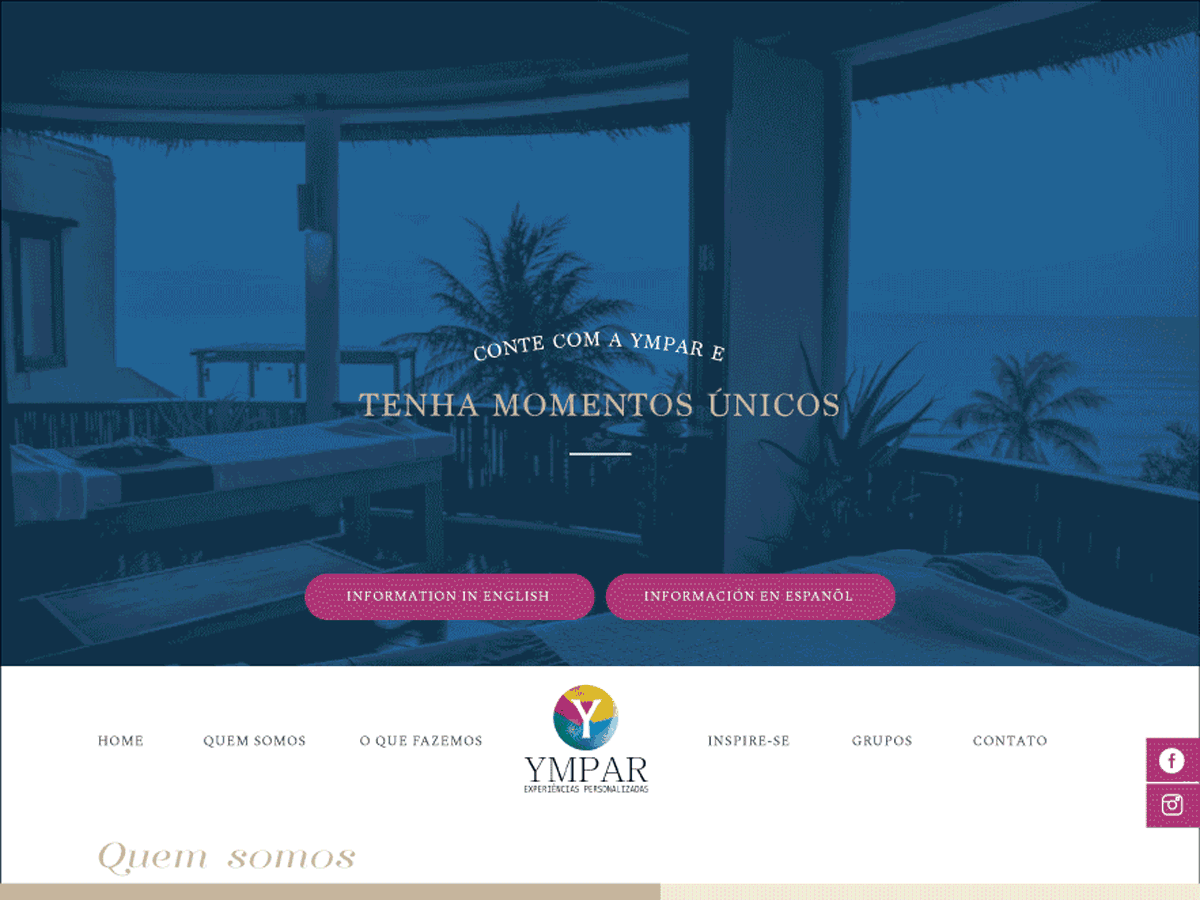 CONTE COM A YMPAR E
TENHA MOMENTOS ÚNICOS
INFORMATION IN ENGLISH
INFORMACIÓN EN ESPANÕL
HOME
QUEM SOMOS
O QUE FAZEMOS
Y
YMPAR
EXPERIÊNCIAS PERSONALIZADAS
INSPIRE-SE
GRUPOS
CONTATO
Quem somos